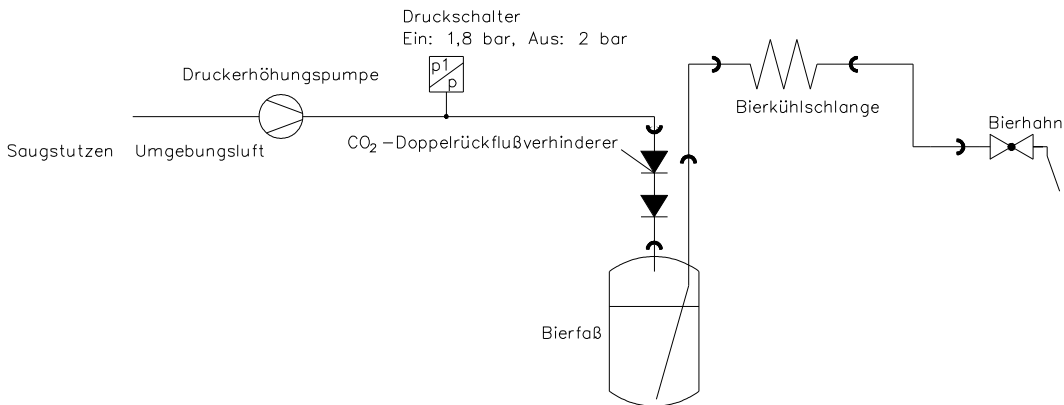 Druckschalter
Ein: 1,8 bar, Aus: 2 bar
p1
p
Druckerhöhungspumpe
Bierkühlschlange
Bierhahn
CO₂-Doppelrückflußverhinderer
Saugstutzen Umgebungsluft
Bierfaß